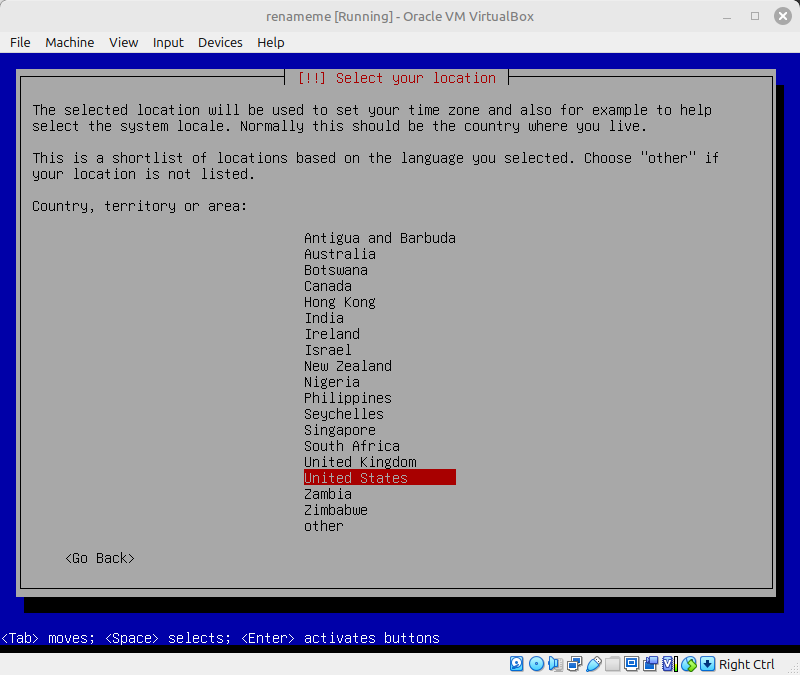 renameme [Running] - Oracle VM VirtualBox
File Machine View Input Devices Help
[!!] Select your location
The selected location will be used to set your time zone and also for example to help
select the system locale. Normally this should be the country where you live.
This is a shortlist of locations based on the language you selected. Choose "other" if
your location is not listed.
Country, territory or area:
Antigua and Barbuda
Australia
Botswana
Canada
Hong Kong
India
Ireland
Israel
New Zealand
Nigeria
Philippines
Seychelles
Singapore
South Africa
United Kingdom
United States
Zambia
Zimbabwe
other
<Go Back>
<Tab> moves; <Space> selects; <Enter> activates buttons
Right Ctrl